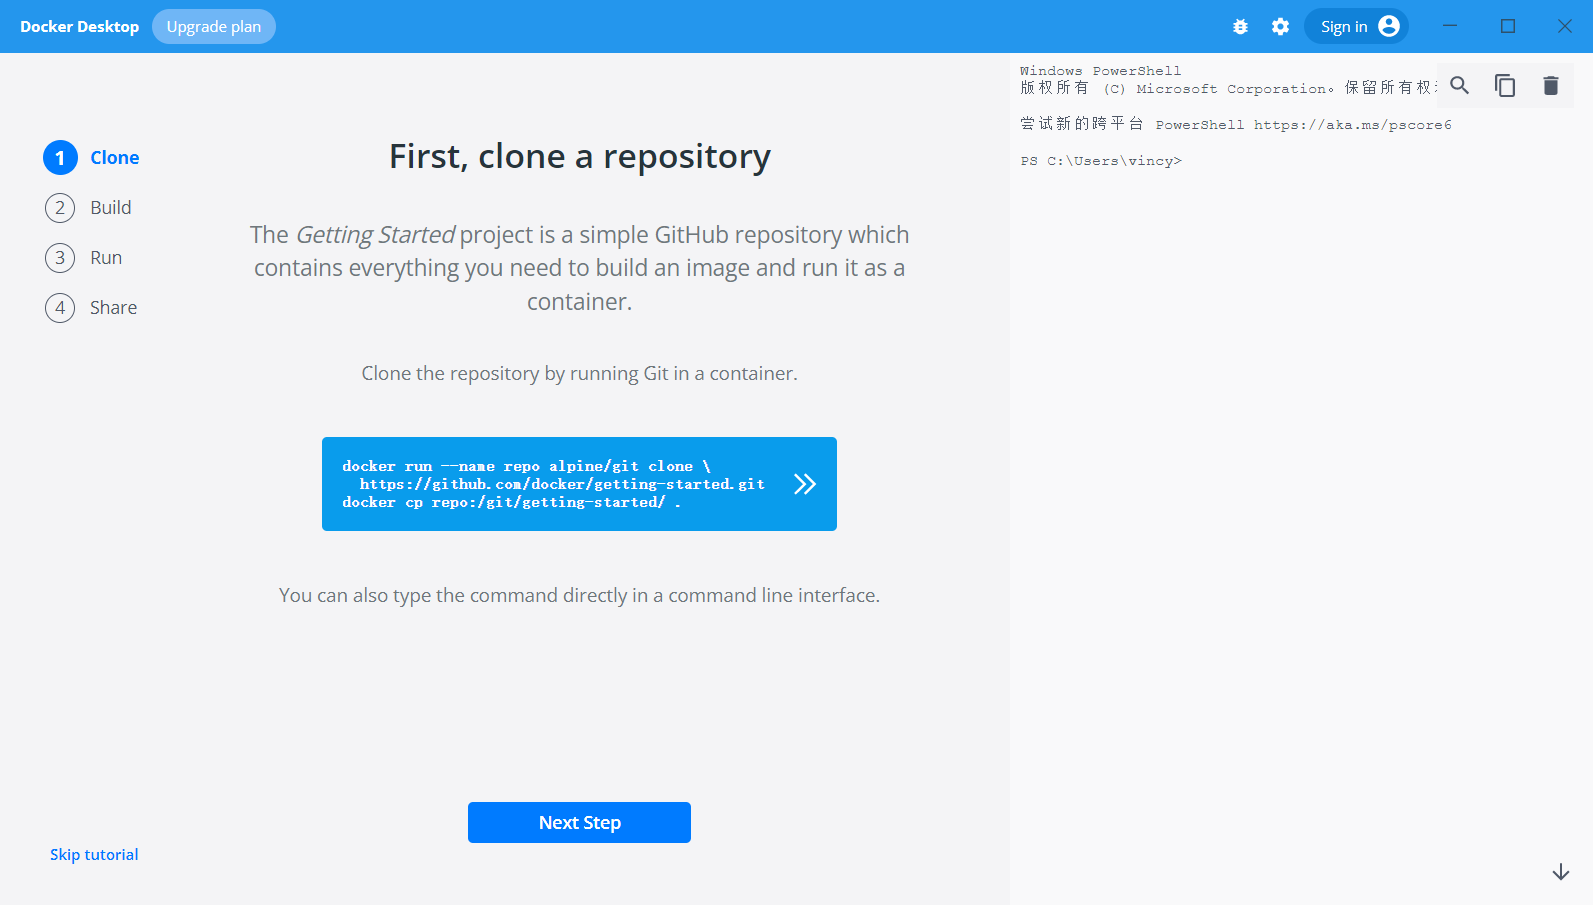 Docker Desktop
Upgrade plan
Sign in
1 Clone
2 Build
3 Run
4 Share
First, clone a repository
The Getting Started project is a simple GitHub repository which
contains everything you need to build an image and run it as a
container.
Clone the repository by running Git in a container.
docker run --name repo alpine/git clone \
https://github.com/docker/getting-started.git
docker cp repo:/git/getting-started/ .
You can also type the command directly in a command line interface.
Next Step
Skip tutorial
Windows PowerShell
版权所有 (C) Microsoft Corporation。保留所有权
尝试新的跨平台 PowerShell https://aka.ms/pscore6
PS C:\Users\vincy>